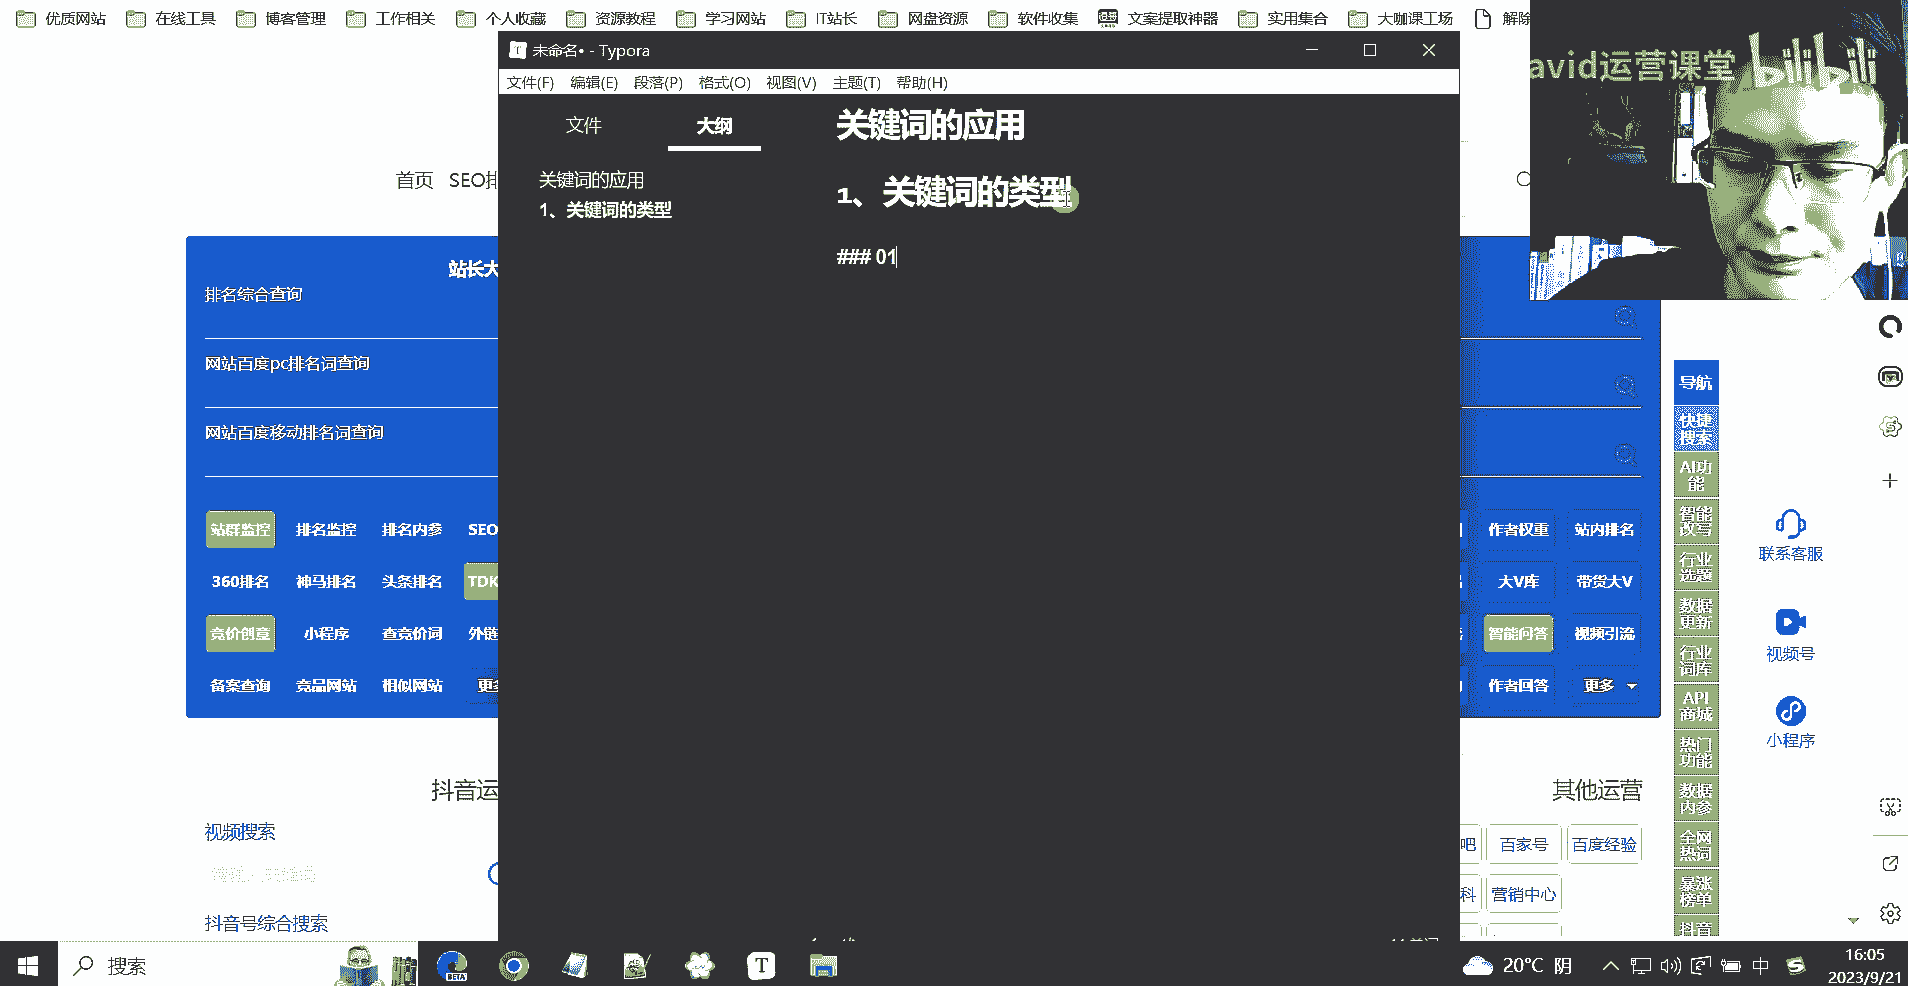 优质网站 在线工具 博客管理 工作相关 个人收藏 资源教程 学习网站 IT站长 网盘资源 软件收集 文案提取神器 实用集合 大咖课工场 解除
未命名• - Typora
avid运营课堂 bilibili
文件(F) 编辑(E) 段落(P) 格式(O) 视图(V) 主题(T) 帮助(H)
文件 大纲
关键词的应用
关键词的应用
1、关键词的类型
1、关键词的类型
### 01
首页 SEO排
站长大
排名综合查询
网站百度pc排名词查询
网站百度移动排名词查询
站群监控 排名监控 排名内参 SEO
作者权重 站内排名
360排名 神马排名 头条排名 TDK
大V库 带货大V
竞价创意 小程序 查竞价词 外链
智能问答 视频引流
备案查询 竞品网站 相似网站 更多
作者回答 更多
导航
快捷搜索
AI功能
智能改写
行业选题
数据更新
行业词库
API商城
热门功能
数据内参
全网热词
暴涨榜单
抖音
联系客服
视频号
小程序
抖音运
其他运营
视频搜索
吧 百家号 百度经验
科 营销中心
抖音号综合搜索
搜索
BETA
20°C 阴
中
16:05
2023/9/21